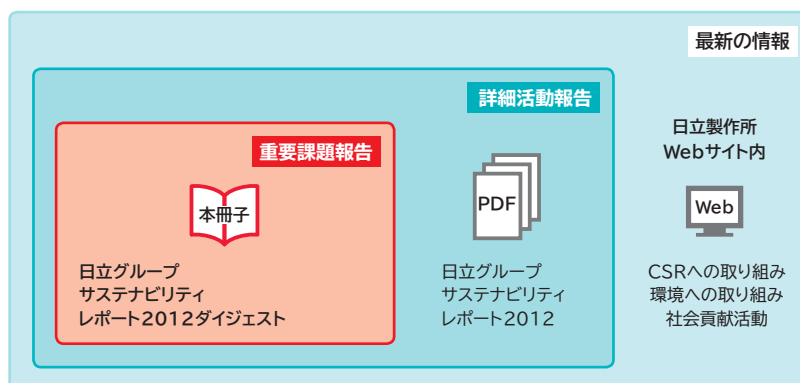 最新の情報
詳細活動報告
重要課題報告
本冊子
日立グループ
サステナビリティ
レポート2012ダイジェスト
PDF
日立グループ
サステナビリティ
レポート2012
日立製作所
Webサイト内
Web
CSRへの取り組み
環境への取り組み
社会貢献活動